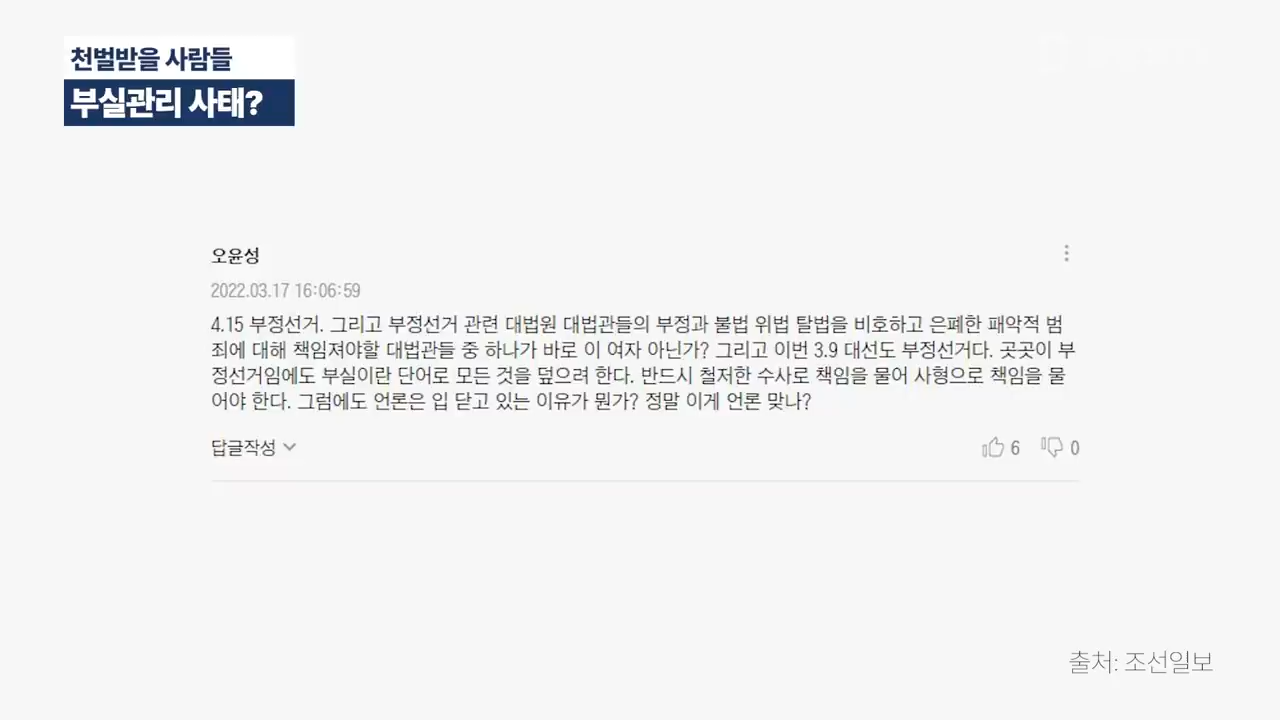 천벌받을 사람들
부실관리 사태?
오윤성
2022.03.17 16:06:59
4.15 부정선거. 그리고 부정선거 관련 대법원 대법관들의 부정과 불법 위법 탈법을 비호하고 은폐한 패악적 범
죄에 대해 책임져야할 대법관들 중 하나가 바로 이 여자 아닌가? 그리고 이번 3.9 대선도 부정선거다. 곳곳이 부
정선거임에도 부실이란 단어로 모든 것을 덮으려 한다. 반드시 철저한 수사로 책임을 물어 사형으로 책임을 물
어야 한다. 그럼에도 언론은 입 닫고 있는 이유가 뭔가? 정말 이게 언론 맞나?
답글작성
6 0
출처: 조선일보